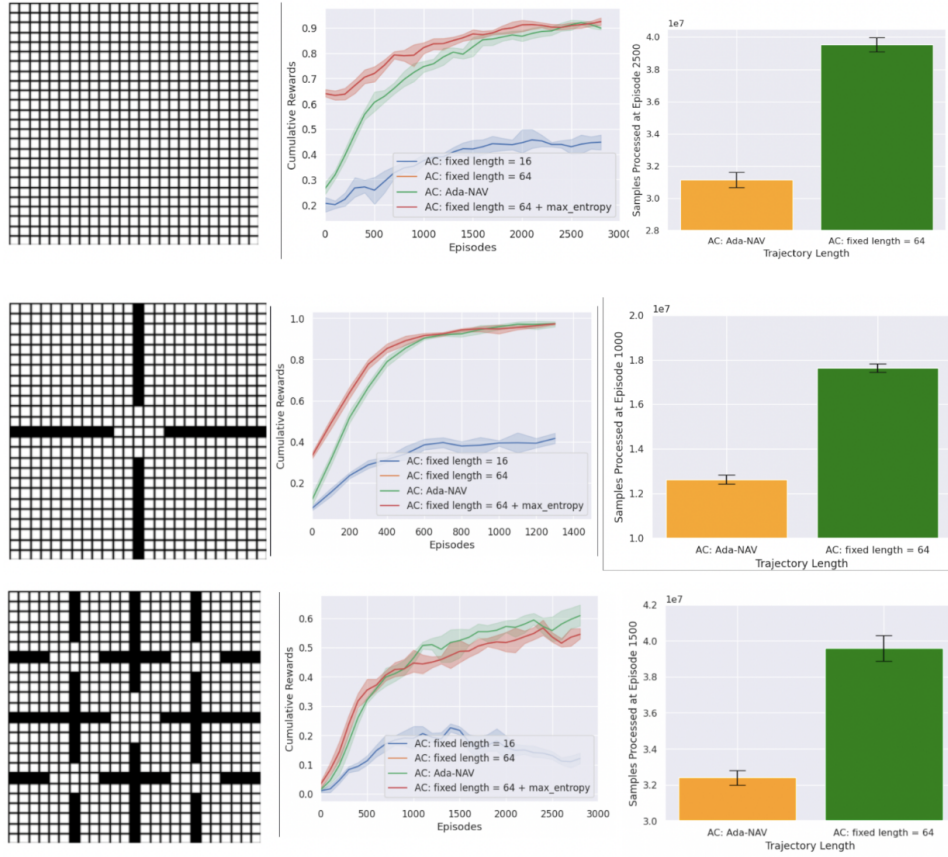 0.9
0.8
0.7
0.6
0.5
0.4
0.3
0.2
Cumulative Rewards
AC: fixed length = 16
AC: fixed length = 64
AC: Ada-NAV
AC: fixed length = 64 + max_entropy
0 500 1000 1500 2000 2500 300
Episodes
1e7
4.0
3.8
3.6
3.4
3.2
3.0
2.8
Samples Processed at Episode 2500
AC: Ada-NAV AC: fixed length = 64
Trajectory Length
1.0
0.8
0.6
0.4
0.2
Cumulative Rewards
AC: fixed length = 16
AC: fixed length = 64
AC: Ada-NAV
AC: fixed length = 64 + max_entropy
0 200 400 600 800 1000 1200 1400
Episodes
1e7
2.0
1.8
1.6
1.4
1.2
1.0
Samples Processed at Episode 1000
AC: Ada-NAV AC: fixed length = 64
Trajectory Length
0.6
0.5
0.4
0.3
0.2
0.1
0.0
Cumulative Rewards
AC: fixed length = 16
AC: fixed length = 64
AC: Ada-NAV
AC: fixed length = 64 + max_entropy
0 500 1000 1500 2000 2500 3000
Episodes
1e7
4.2
4.0
3.8
3.6
3.4
3.2
3.0
Samples Processed at Episode 1500
AC: Ada-NAV AC: fixed length = 64
Trajectory Length